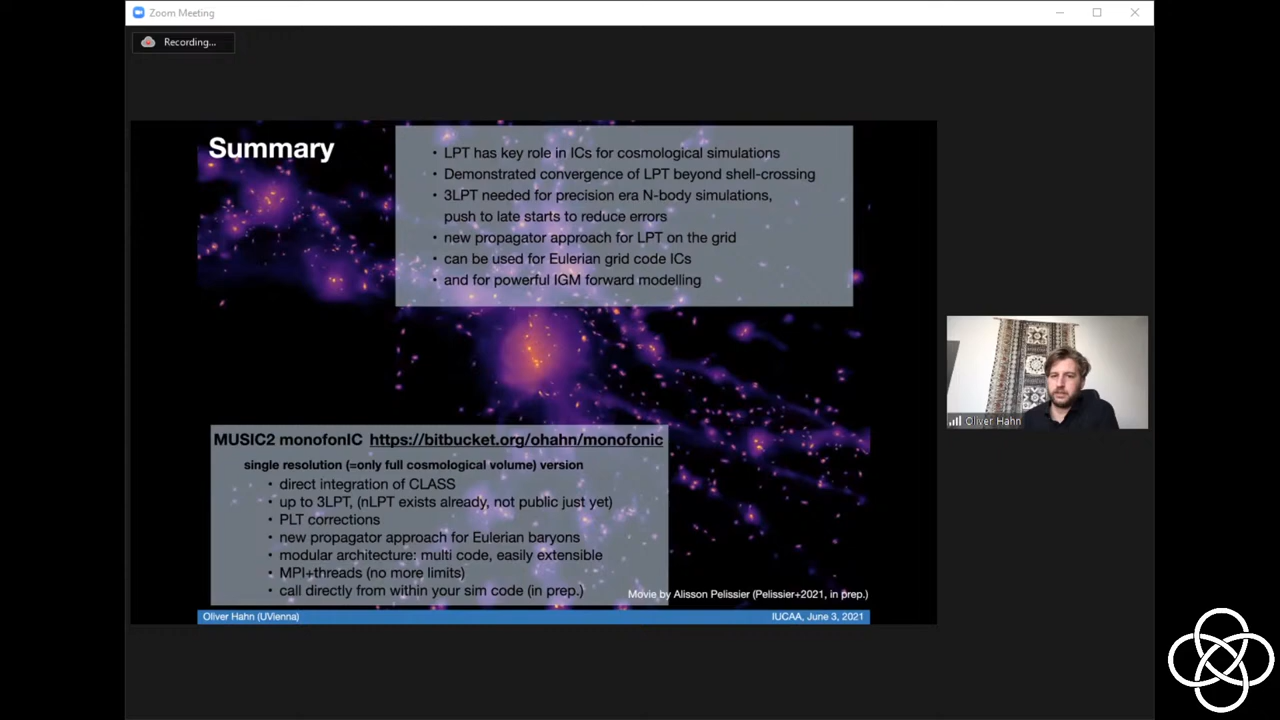 Zoom Meeting
Recording...
Summary
• LPT has key role in ICs for cosmological simulations
• Demonstrated convergence of LPT beyond shell-crossing
• 3LPT needed for precision era N-body simulations,
push to late starts to reduce errors
• new propagator approach for LPT on the grid
• can be used for Eulerian grid code ICs
• and for powerful IGM forward modelling
Oliver Hahn
MUSIC2 monofonIC https://bitbucket.org/ohahn/monofonic
single resolution (=only full cosmological volume) version
• direct integration of CLASS
• up to 3LPT, (nLPT exists already, not public just yet)
• PLT corrections
• new propagator approach for Eulerian baryons
• modular architecture: multi code, easily extensible
• MPI+threads (no more limits)
• call directly from within your sim code (in prep.)
Movie by Alisson Pelissier (Pelissier+2021, in prep.)
Oliver Hahn (UVienna)
IUCAA, June 3, 2021